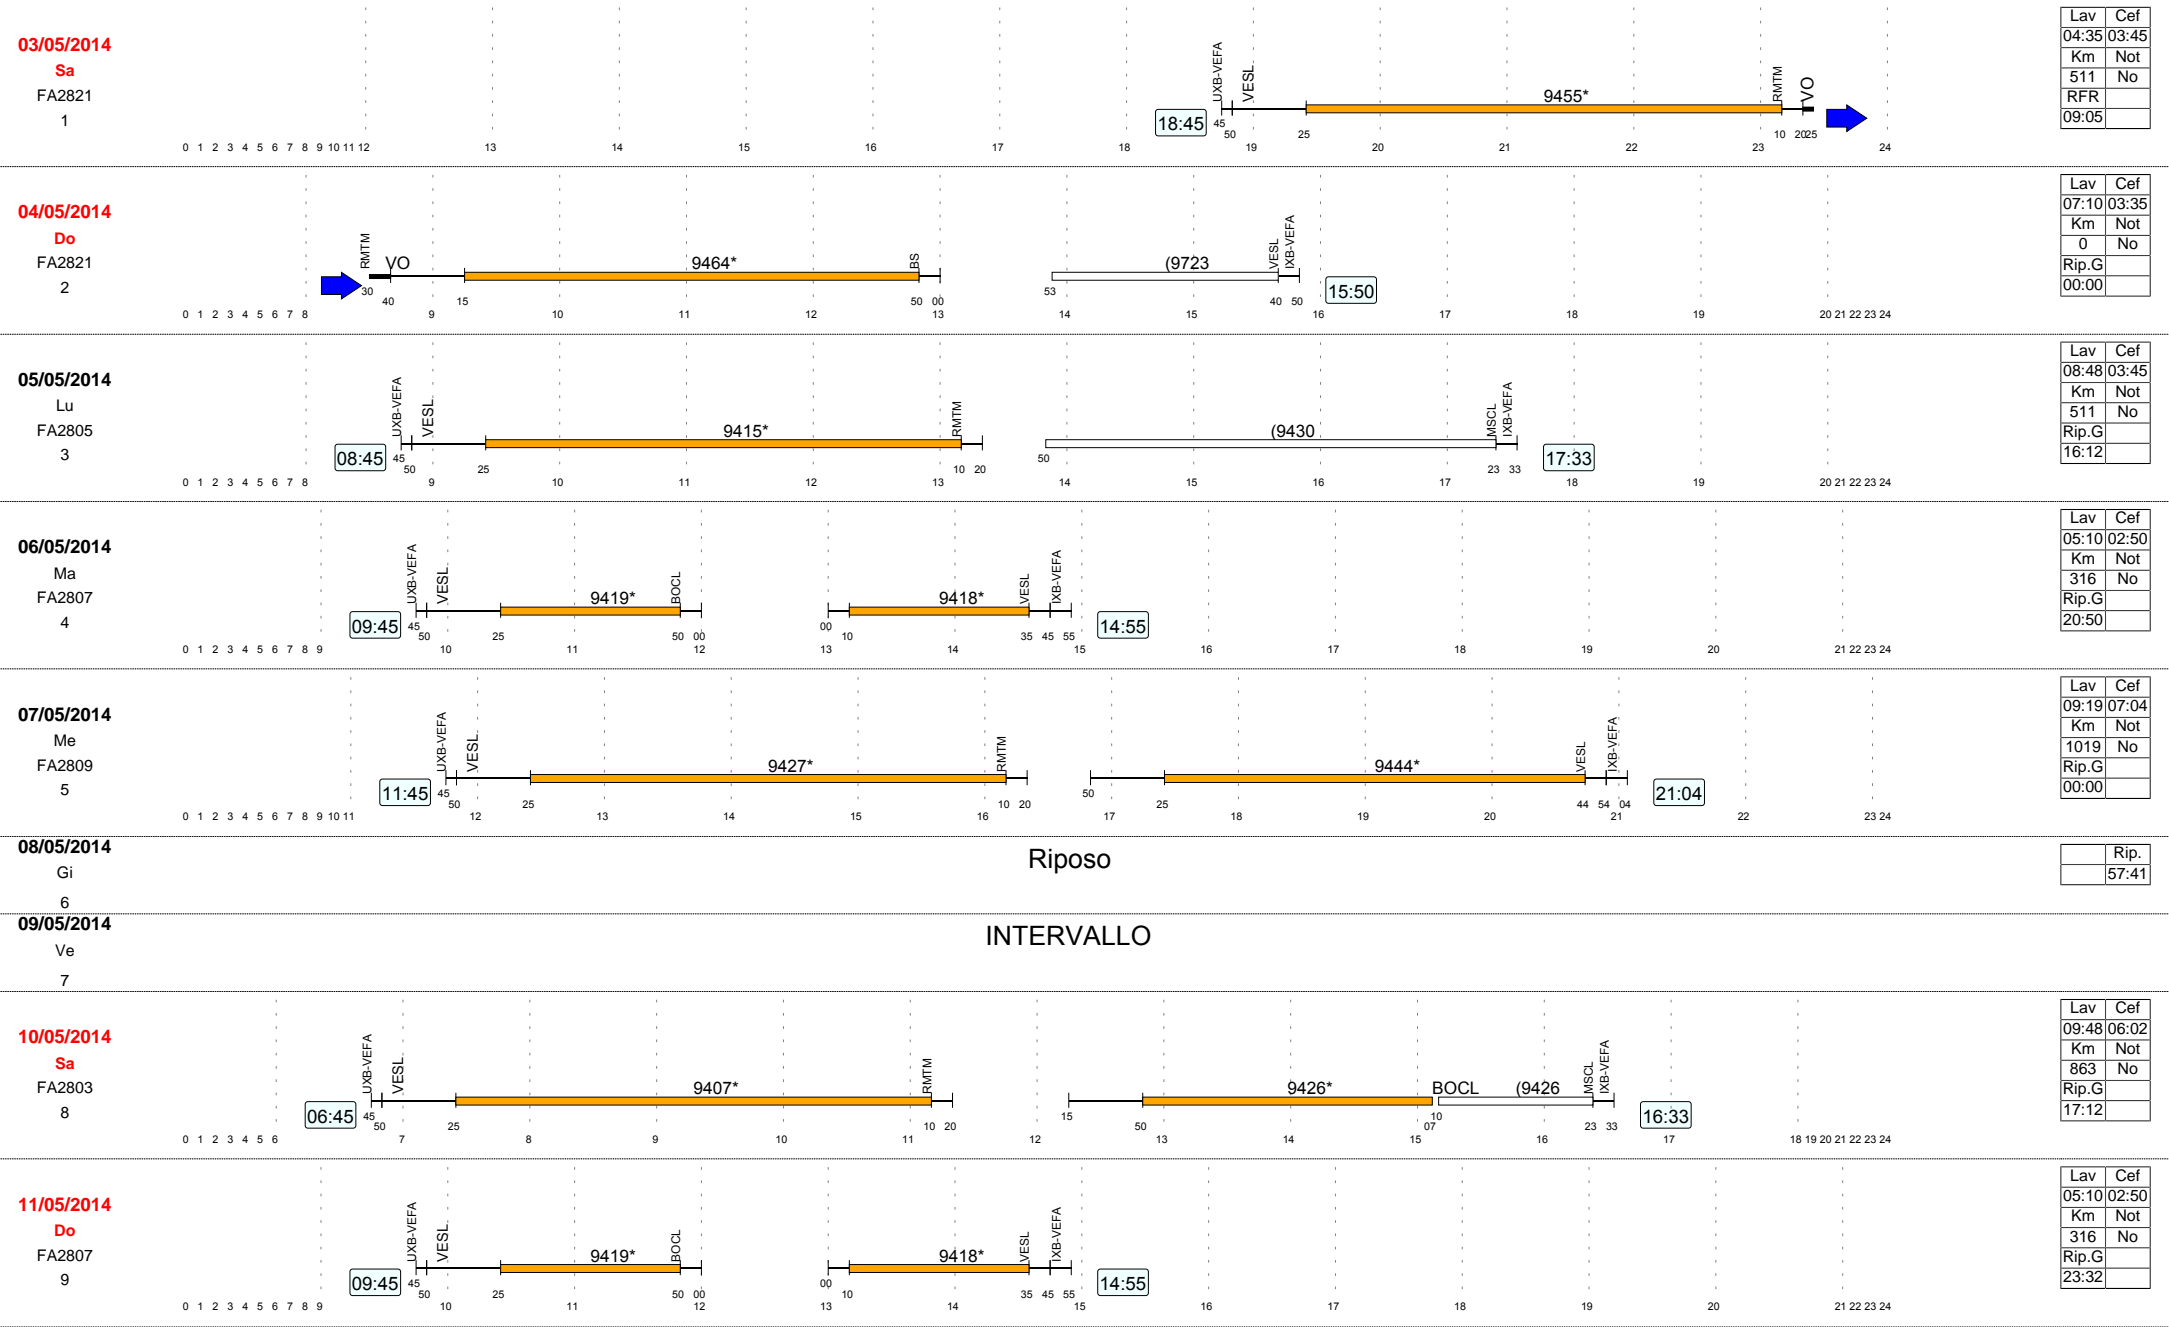 03/05/2014
Sa
FA2821
1
18:45
UXB-VEFA
VESL
9455*
RMTM
VO
45 50 25 10 20 25
0 1 2 3 4 5 6 7 8 9 10 11 12 13 14 15 16 17 18 19 20 21 22 23 24
Lav Cef
04:35 03:45
Km Not
511 No
RFR
09:05
04/05/2014
Do
FA2821
2
RMTM
VO
9464*
BS
(9723
VESL
IXB-VEFA
15:50
30 40 15 50 00 53 40 50
0 1 2 3 4 5 6 7 8 9 10 11 12 13 14 15 16 17 18 19 20 21 22 23 24
Lav Cef
07:10 03:35
Km Not
0 No
Rip.G
00:00
05/05/2014
Lu
FA2805
3
08:45
UXB-VEFA
VESL
9415*
RMTM
(9430
MSCL
IXB-VEFA
17:33
45 50 25 10 20 50 23 33
0 1 2 3 4 5 6 7 8 9 10 11 12 13 14 15 16 17 18 19 20 21 22 23 24
Lav Cef
08:48 03:45
Km Not
511 No
Rip.G
16:12
06/05/2014
Ma
FA2807
4
09:45
UXB-VEFA
VESL
9419*
BOCL
9418*
VESL
IXB-VEFA
14:55
45 50 25 50 00 00 10 35 45 55
0 1 2 3 4 5 6 7 8 9 10 11 12 13 14 15 16 17 18 19 20 21 22 23 24
Lav Cef
05:10 02:50
Km Not
316 No
Rip.G
20:50
07/05/2014
Me
FA2809
5
11:45
UXB-VEFA
VESL
9427*
RMTM
9444*
VESL
IXB-VEFA
21:04
45 50 25 10 20 50 25 44 54 04
0 1 2 3 4 5 6 7 8 9 10 11 12 13 14 15 16 17 18 19 20 21 22 23 24
Lav Cef
09:19 07:04
Km Not
1019 No
Rip.G
00:00
08/05/2014
Gi
6
Riposo
Rip.
57:41
09/05/2014
Ve
7
INTERVALLO
10/05/2014
Sa
FA2803
8
06:45
UXB-VEFA
VESL
9407*
RMTM
9426*
BOCL
(9426
MSCL
IXB-VEFA
16:33
45 50 25 10 20 15 50 07 10 23 33
0 1 2 3 4 5 6 7 8 9 10 11 12 13 14 15 16 17 18 19 20 21 22 23 24
Lav Cef
09:48 06:02
Km Not
863 No
Rip.G
17:12
11/05/2014
Do
FA2807
9
09:45
UXB-VEFA
VESL
9419*
BOCL
9418*
VESL
IXB-VEFA
14:55
45 50 25 50 00 00 10 35 45 55
0 1 2 3 4 5 6 7 8 9 10 11 12 13 14 15 16 17 18 19 20 21 22 23 24
Lav Cef
05:10 02:50
Km Not
316 No
Rip.G
23:32